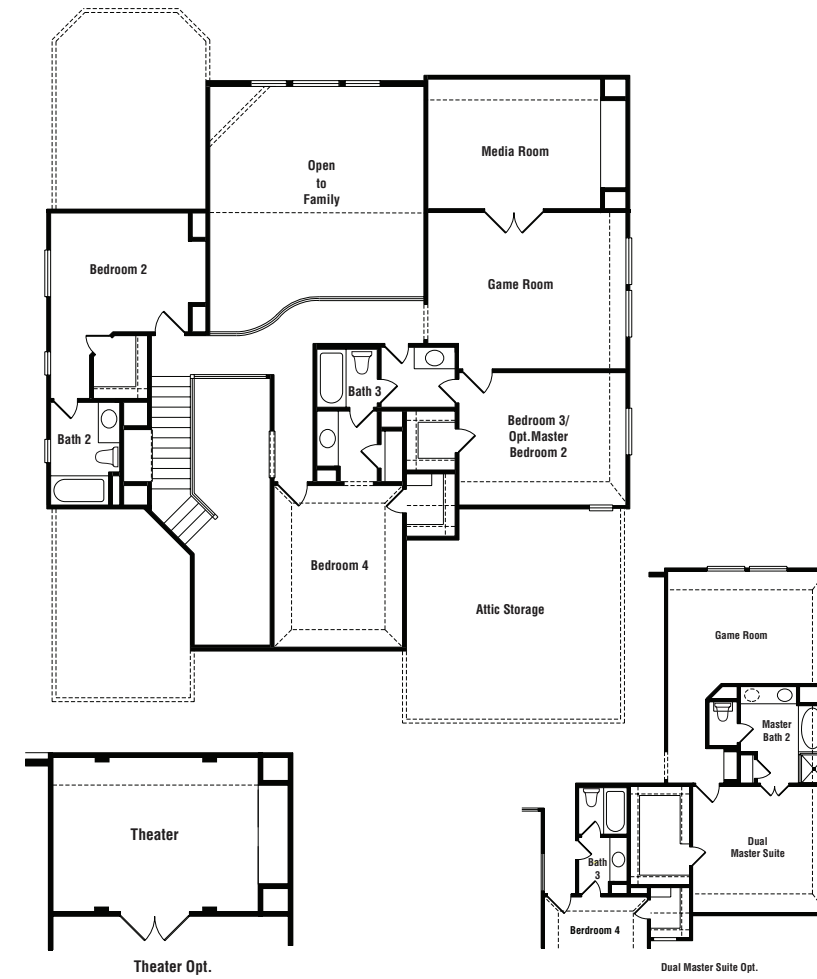 Media Room
Open
to
Family
Bedroom 2
Game Room
Bath 3
Bedroom 3/
Opt.Master
Bedroom 2
Bath 2
Bedroom 4
Attic Storage
Game Room
Master
Bath 2
Theater
Dual
Master Suite
Bath
3
Berdroom 4
Theater Opt.
Dual Master Suite Opt.